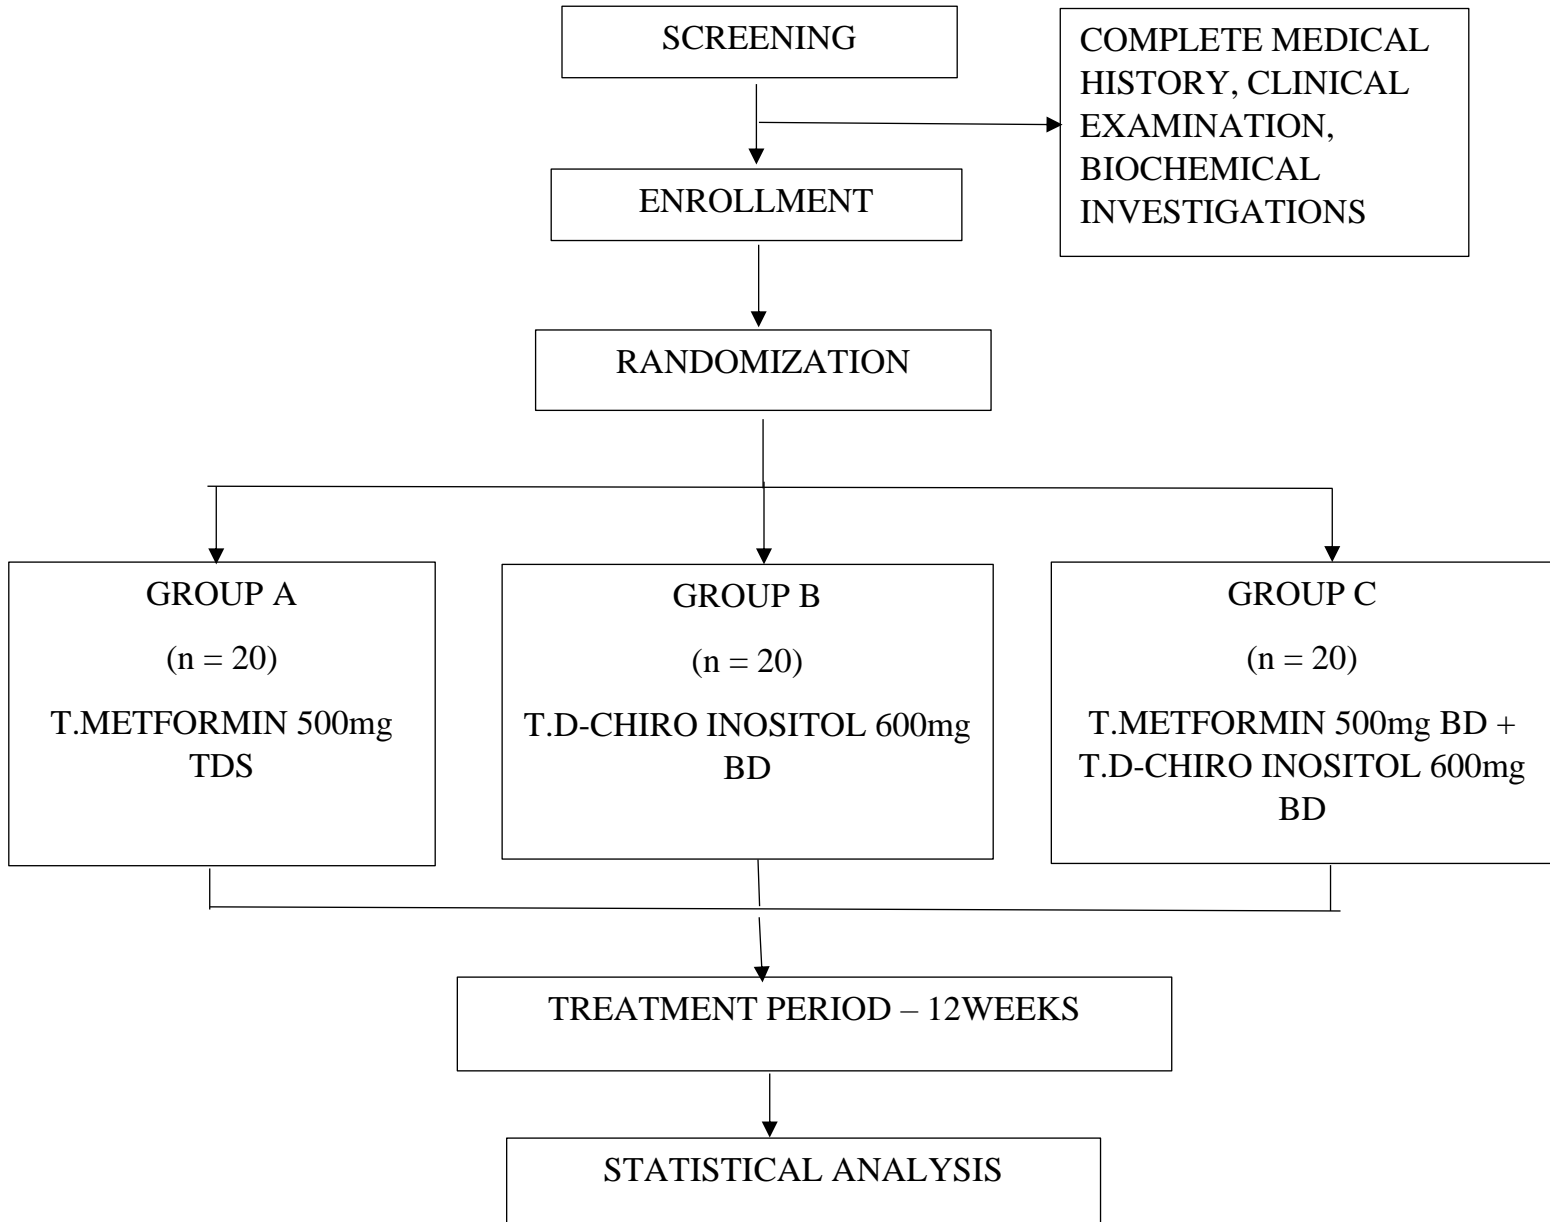 SCREENING
COMPLETE MEDICAL
HISTORY, CLINICAL
EXAMINATION,
BIOCHEMICAL
INVESTIGATIONS
ENROLLMENT
RANDOMIZATION
GROUP A
(n = 20)
T.METFORMIN 500mg
TDS
GROUP B
(n = 20)
T.D-CHIRO INOSITOL 600mg
BD
GROUP C
(n = 20)
T.METFORMIN 500mg BD +
T.D-CHIRO INOSITOL 600mg
BD
TREATMENT PERIOD – 12WEEKS
STATISTICAL ANALYSIS